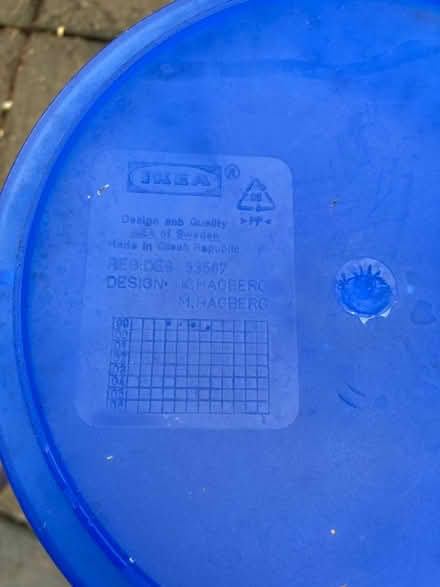 IKEA ®
05
>PP<
Design and Quality
IKEA of Sweden
Made in Czech Republic
REG.DES 53567
DESIGN: K.HAGBERG
M.HAGBERG
00